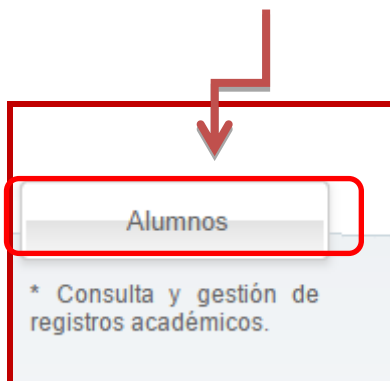 Alumnos
* Consulta y gestión de
registros académicos.